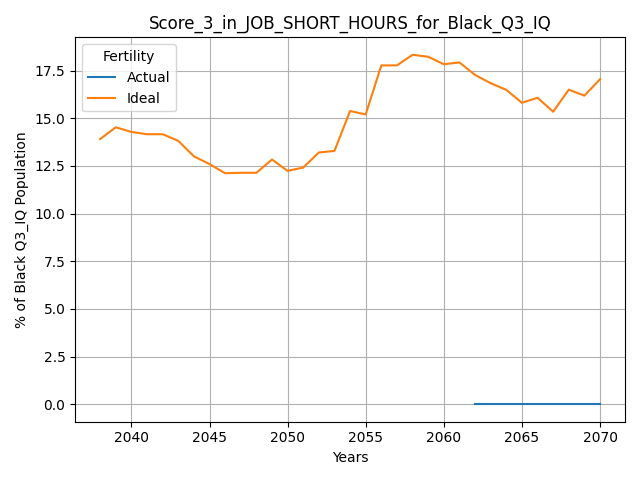 Score_3_in_JOB_SHORT_HOURS_for_Black_Q3_IQ
Fertility
Actual
Ideal
% of Black Q3_IQ Population
17.5
15.0
12.5
10.0
7.5
5.0
2.5
0.0
2040 2045 2050 2055 2060 2065 2070
Years